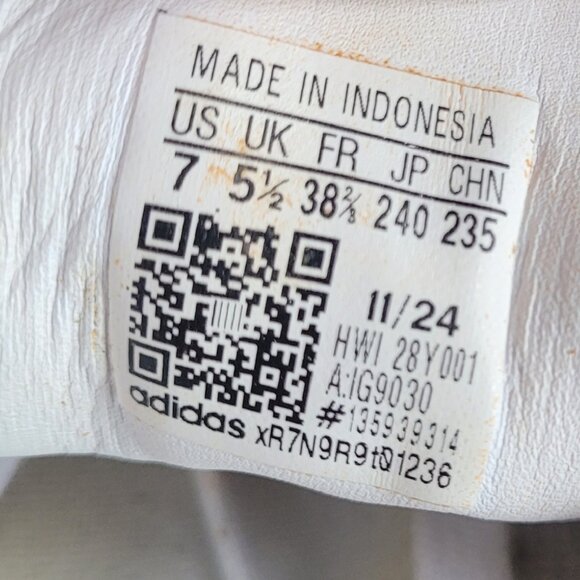 MADE IN INDONESIA
US UK FR JP CHN
7 5½ 38⅔ 240 235
11/24
HWI 28Y001
A:IG9030
#135939314
adidas xR7N9R9tQ1236